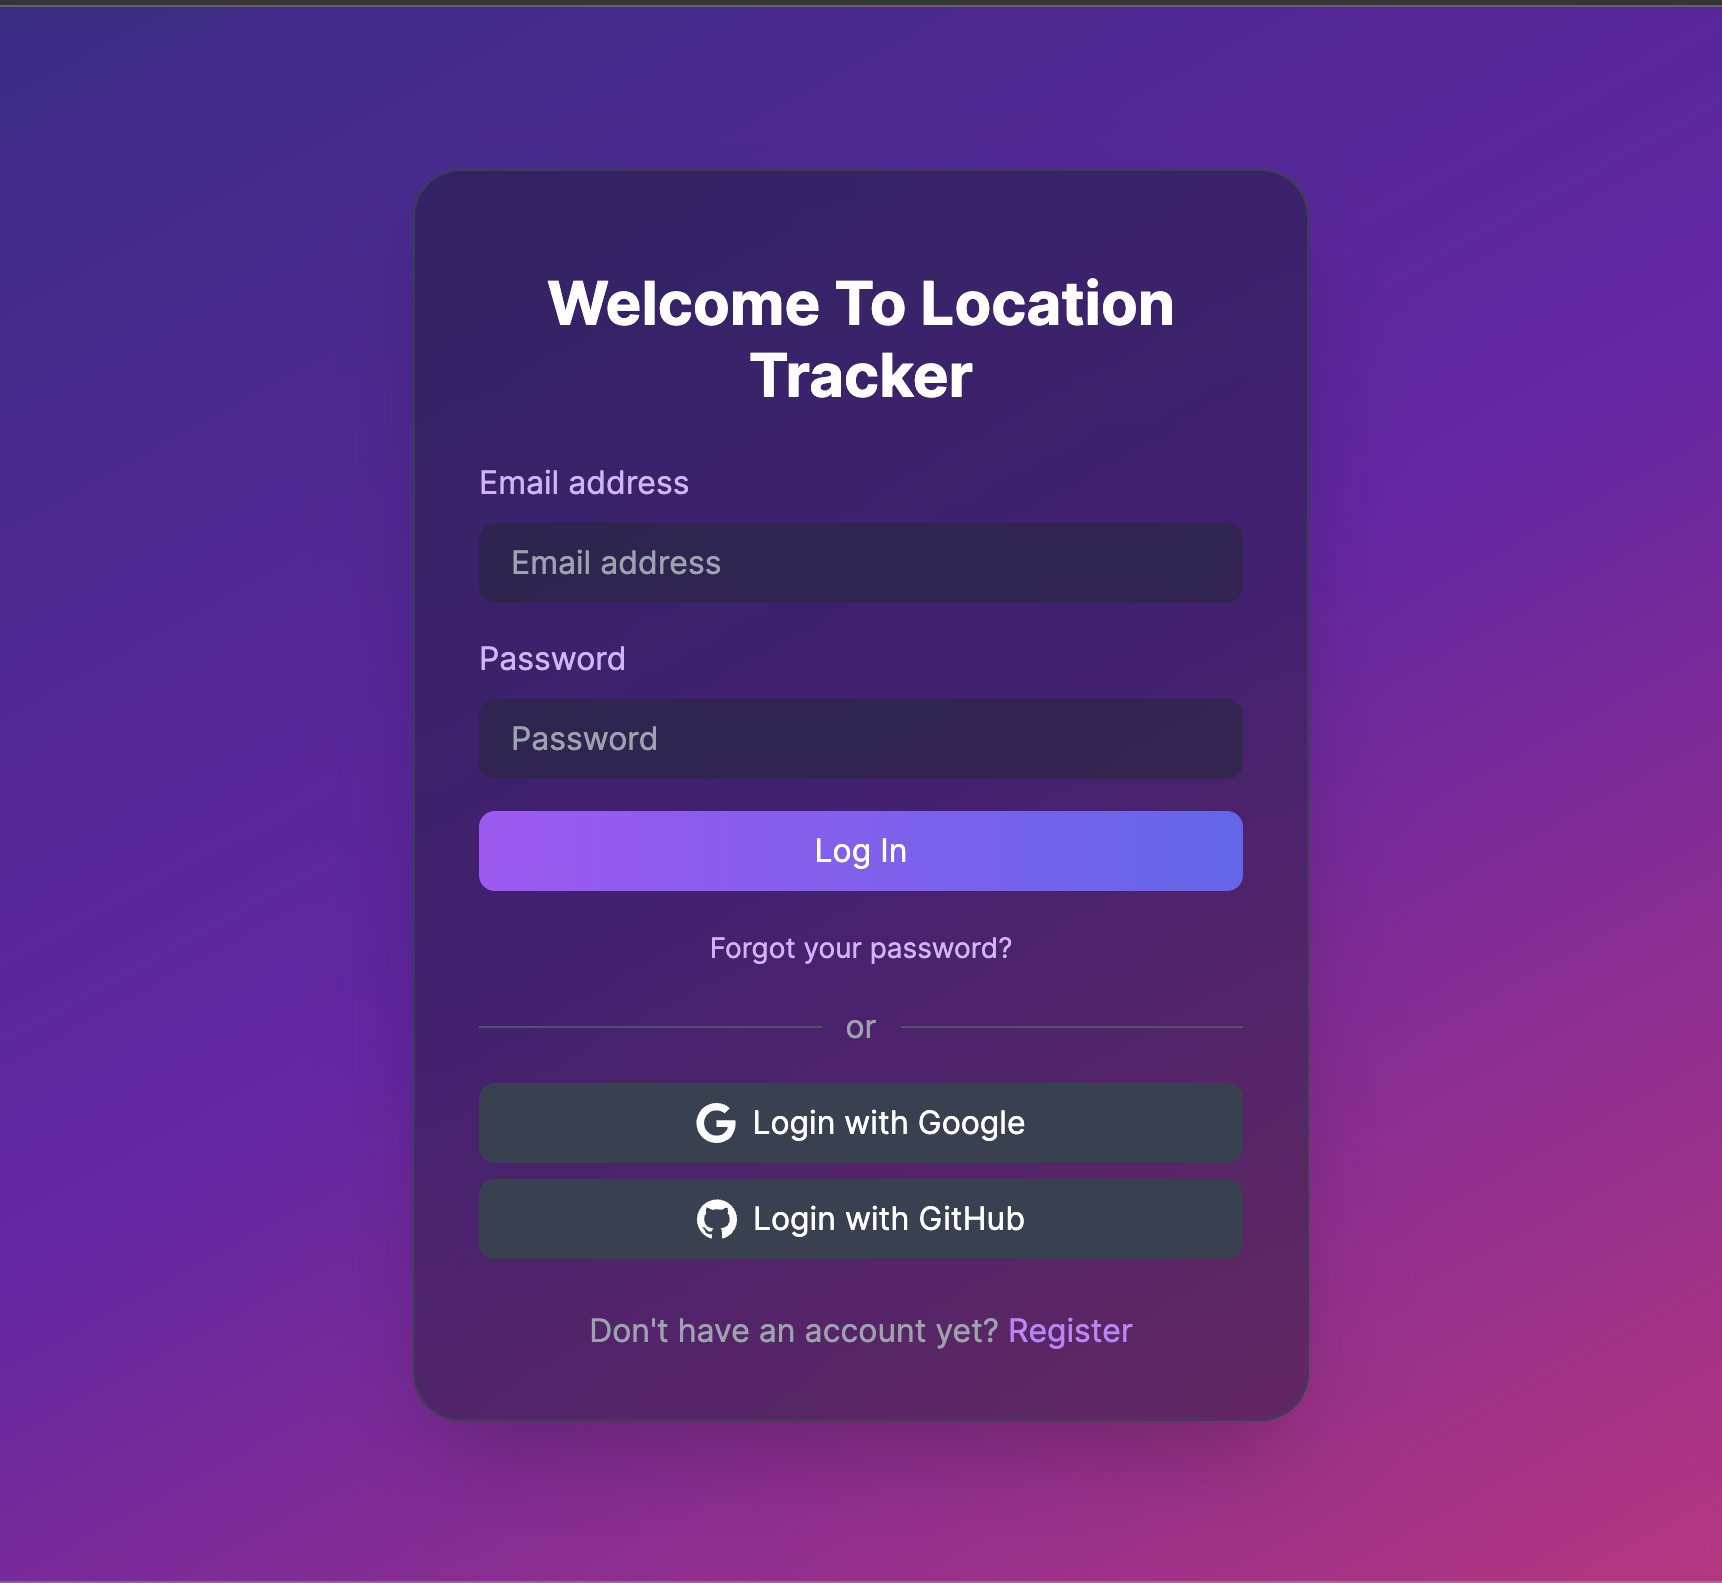 Welcome To Location
Tracker
Email address
Email address
Password
Password
Log In
Forgot your password?
or
Login with Google
Login with GitHub
Don't have an account yet? Register